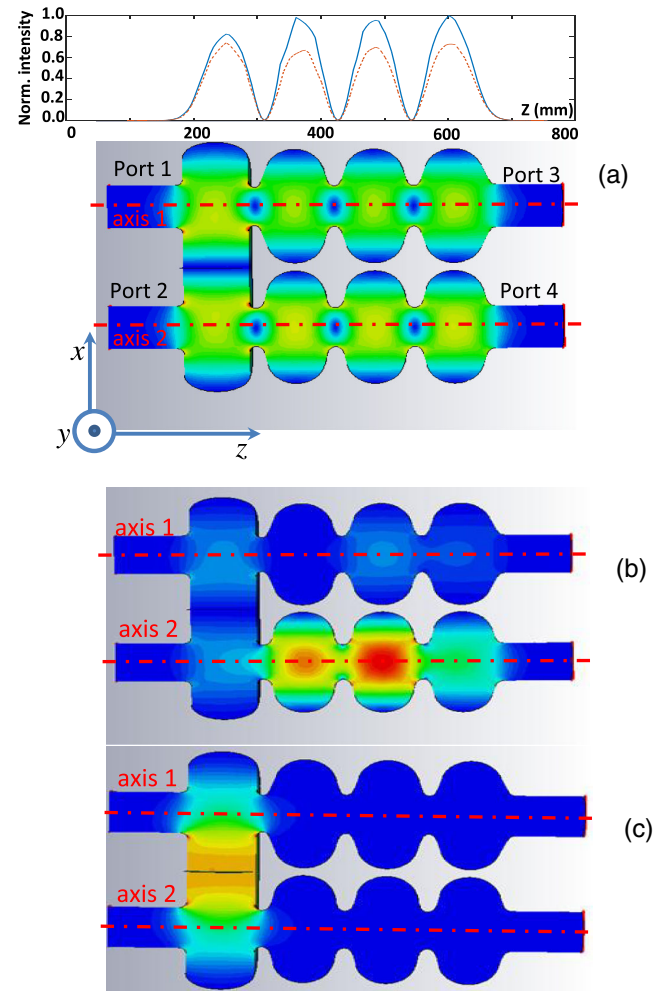 Norm. intensity
1.0
0.8
0.6
0.4
0.2
0.0
0 200 400 600 800
Z (mm)
(a)
Port 1 Port 3
axis 1
Port 2 Port 4
axis 2
x
y
z
axis 1
(b)
axis 2
axis 1
(c)
axis 2